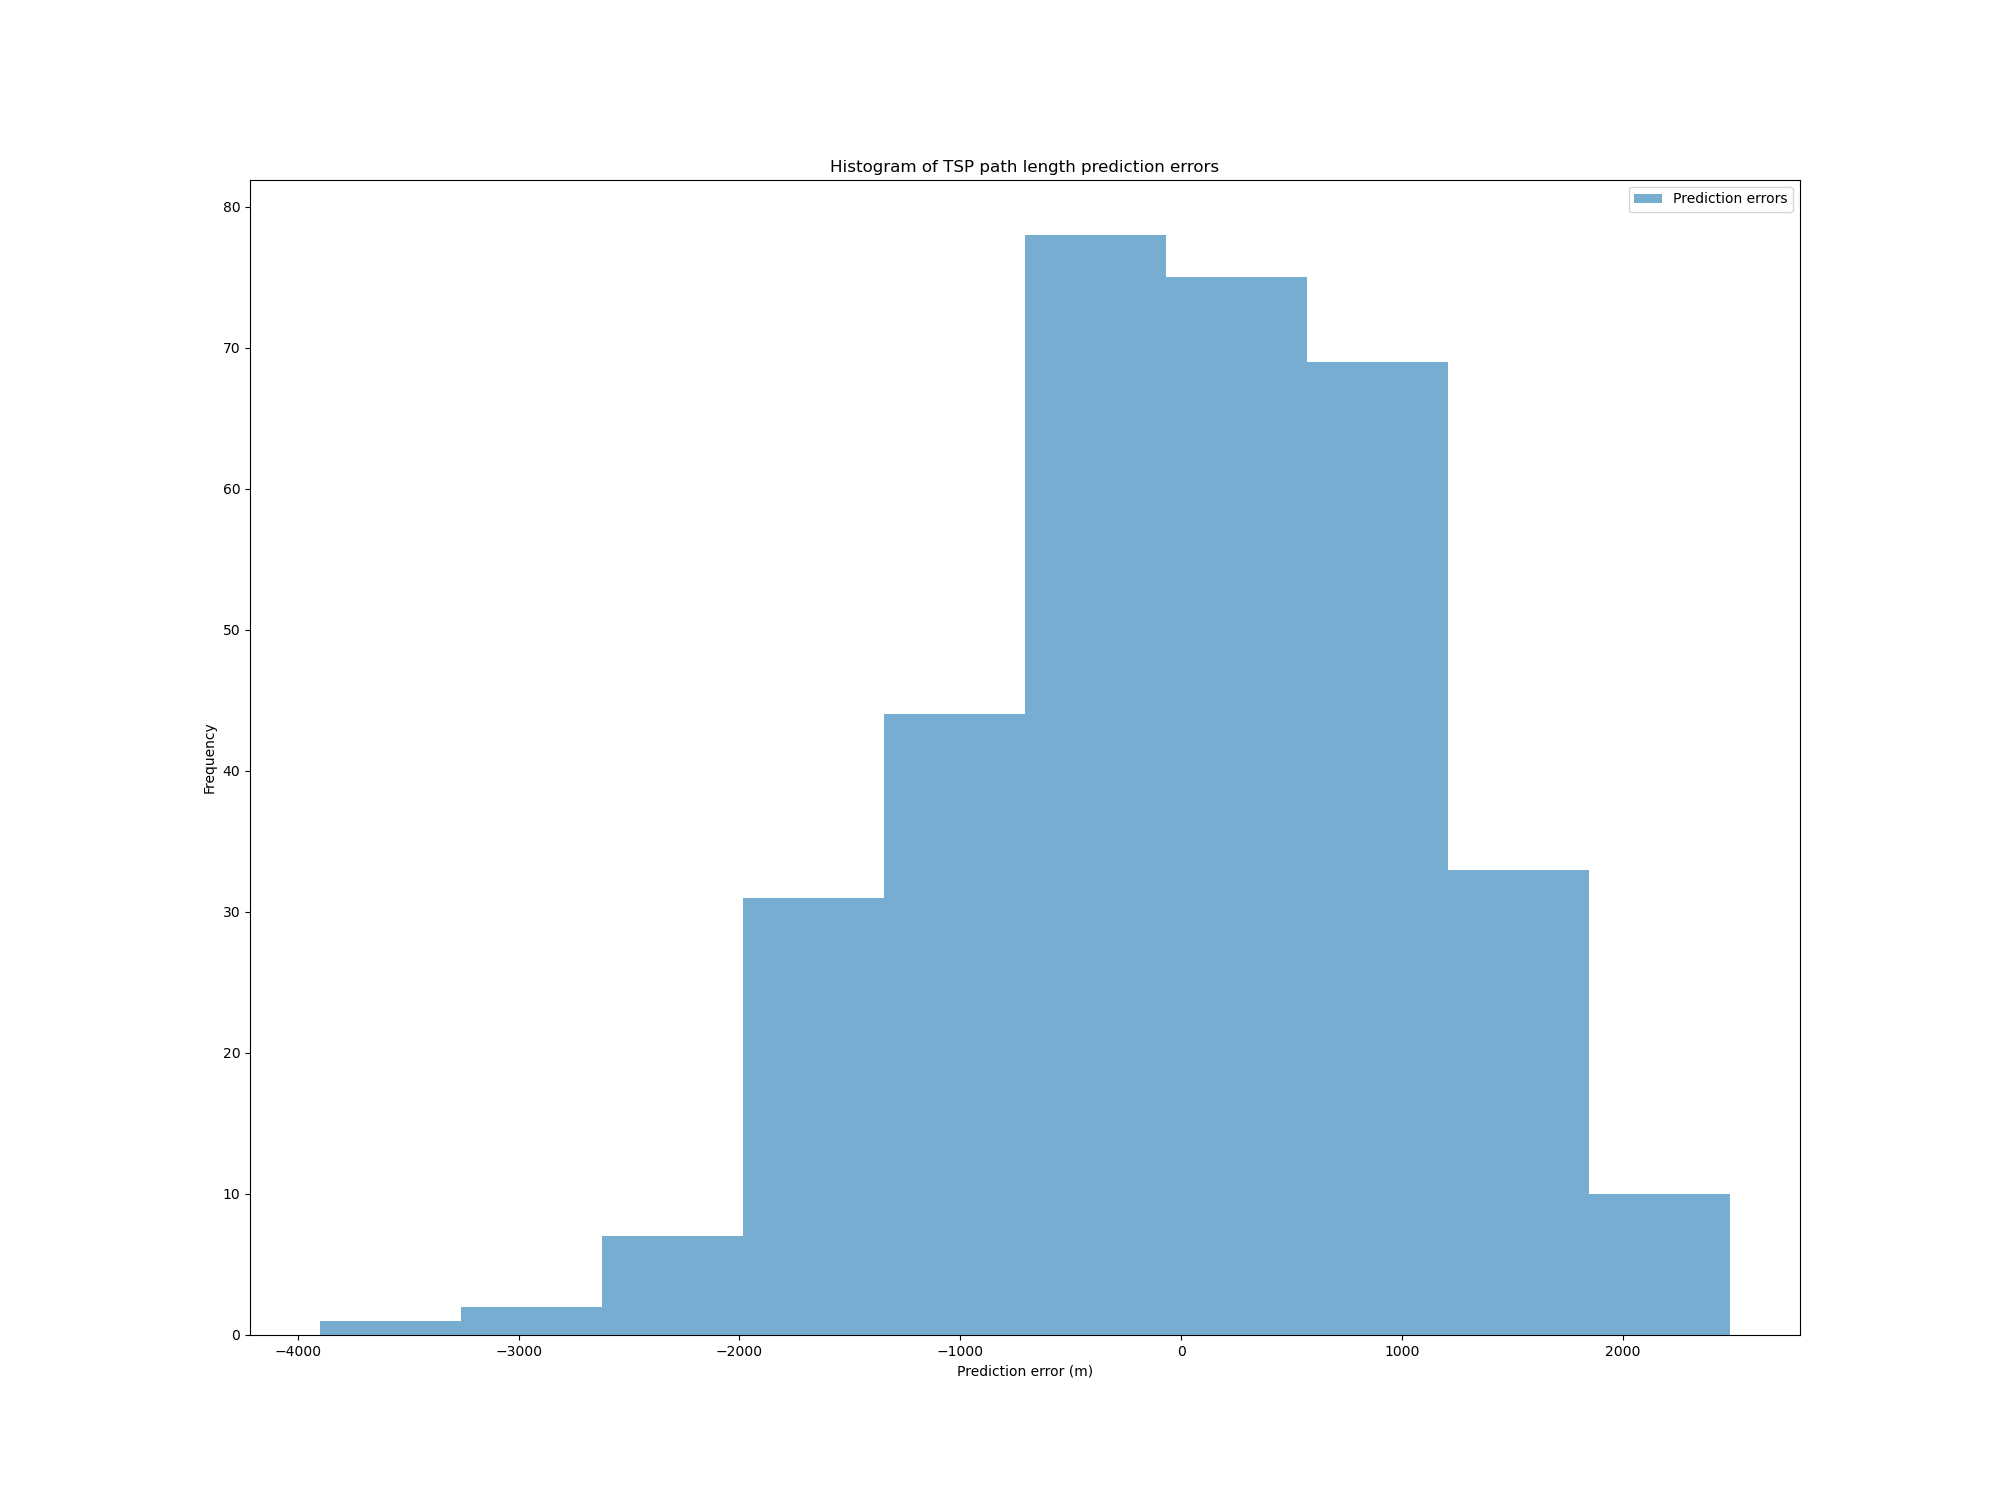 Histogram of TSP path length prediction errors
Prediction errors
80
70
60
50
40
30
20
10
0
Frequency
−4000 −3000 −2000 −1000 0 1000 2000
Prediction error (m)